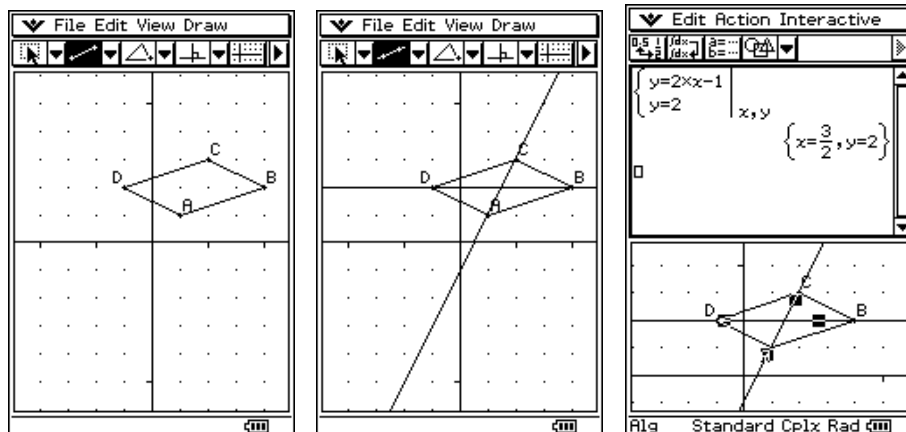 File Edit View Draw
C
D
B
A
File Edit View Draw
C
D
B
A
Edit Action Interactive
y=2×x-1
y=2
x,y
{x=3/2,y=2}
C
D
B
Alg Standard Cplx Rad